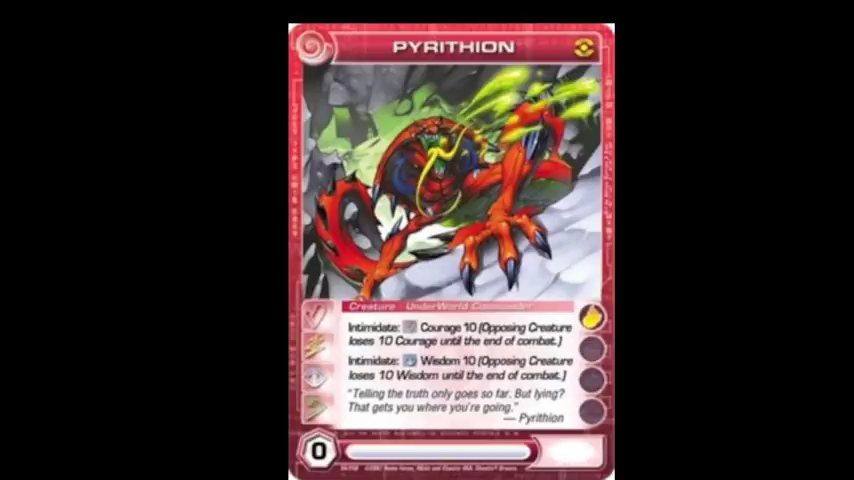 PYRITHION
Creature UnderWorld Commander
Intimidate: Courage 10 (Opposing Creature
loses 10 Courage until the end of combat.)
Intimidate: Wisdom 10 (Opposing Creature
loses 10 Wisdom until the end of combat.)
"Telling the truth only goes so far. But lying?
That gets you where you're going."
— Pyrithion
0